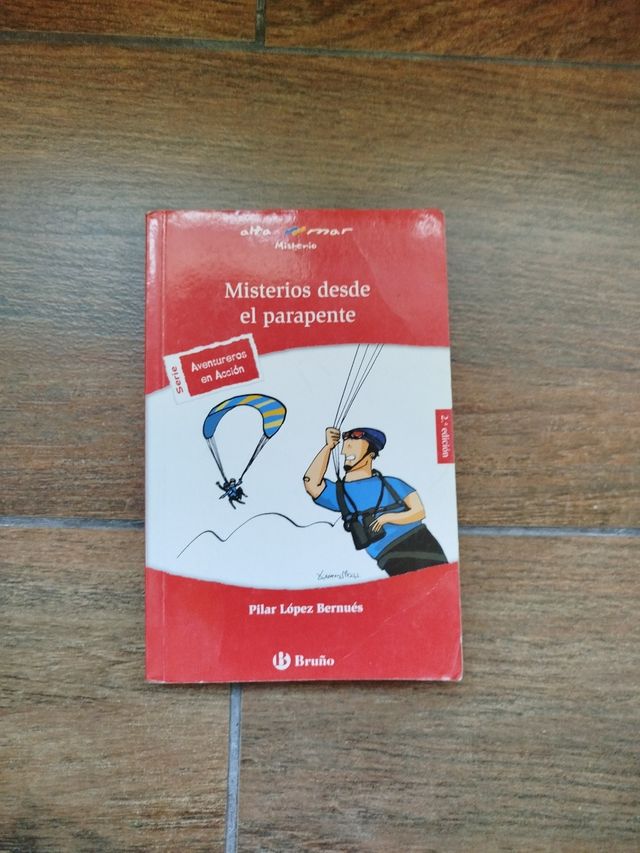 alta mar
Misterio
Misterios desde
el parapente
Serie
Aventureros
en Acción
2.ª edición
Pilar López Bernués
Bruño